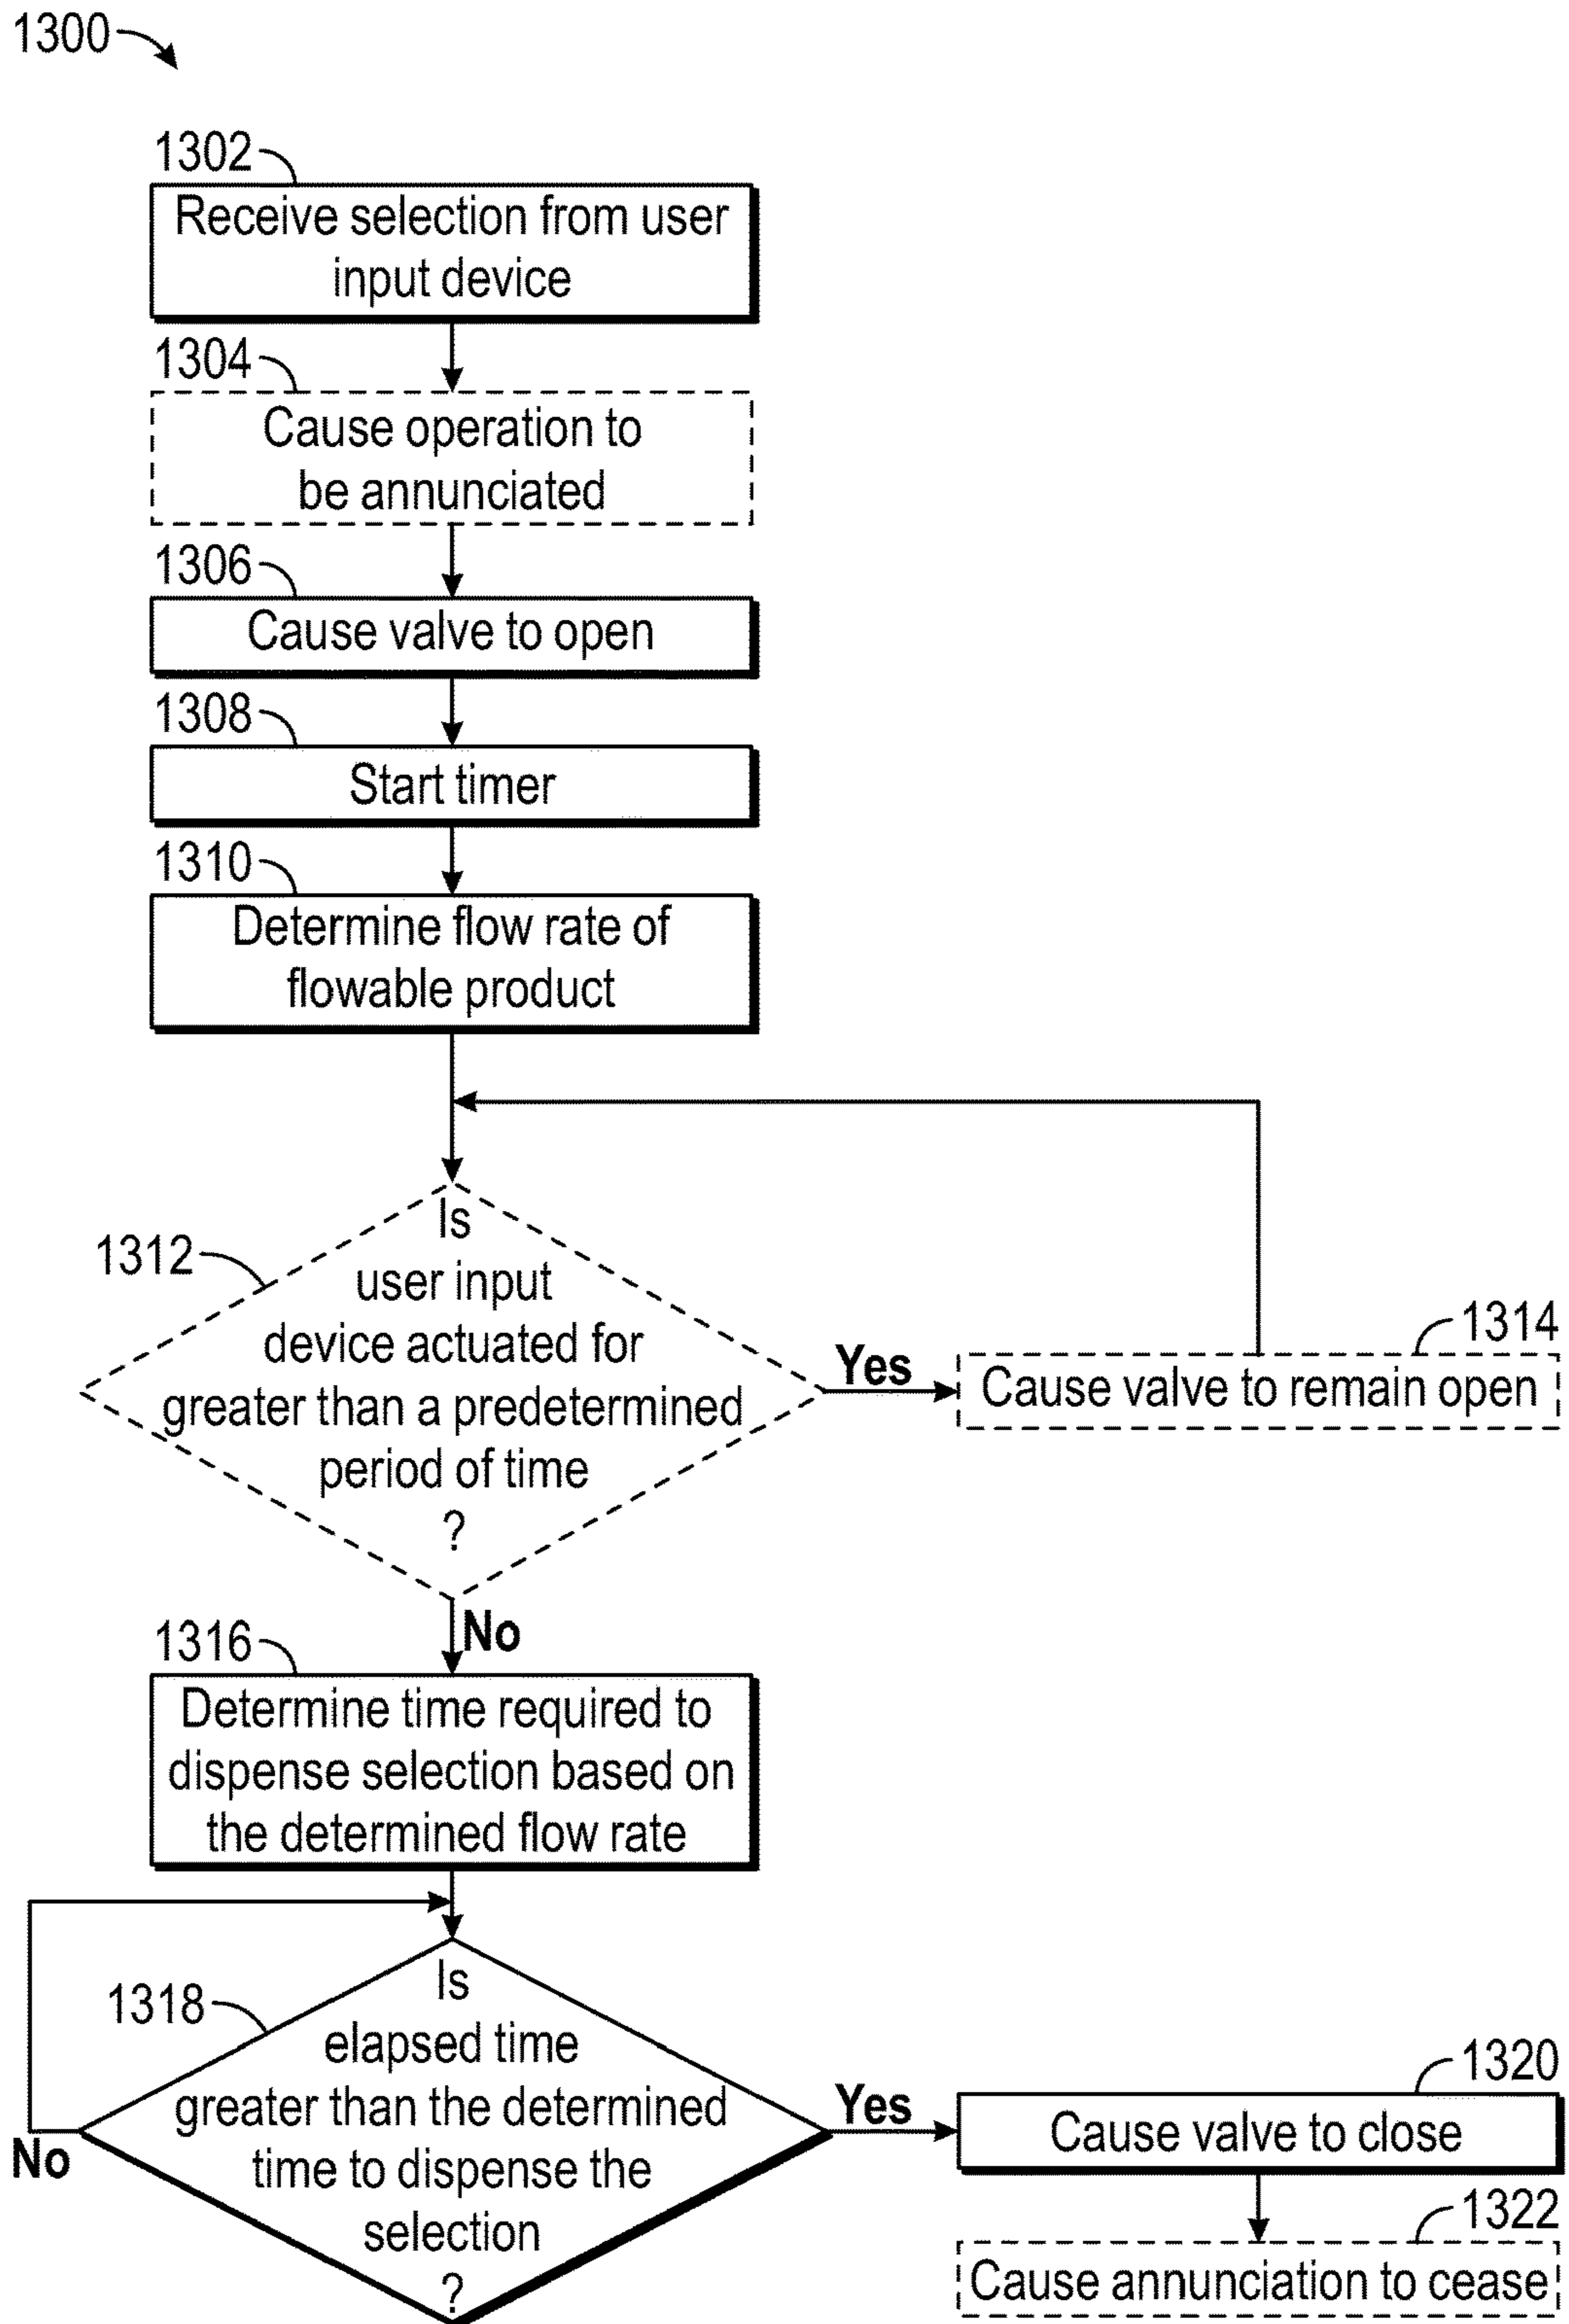 1300
1302
Receive selection from user
input device
1304
Cause operation to
be annunciated
1306
Cause valve to open
1308
Start timer
1310
Determine flow rate of
flowable product
1312
Is
user input
device actuated for
greater than a predetermined
period of time
?
Yes
1314
Cause valve to remain open
No
1316
Determine time required to
dispense selection based on
the determined flow rate
1318
Is
elapsed time
greater than the determined
time to dispense the
selection
?
No
Yes
1320
Cause valve to close
1322
Cause annunciation to cease